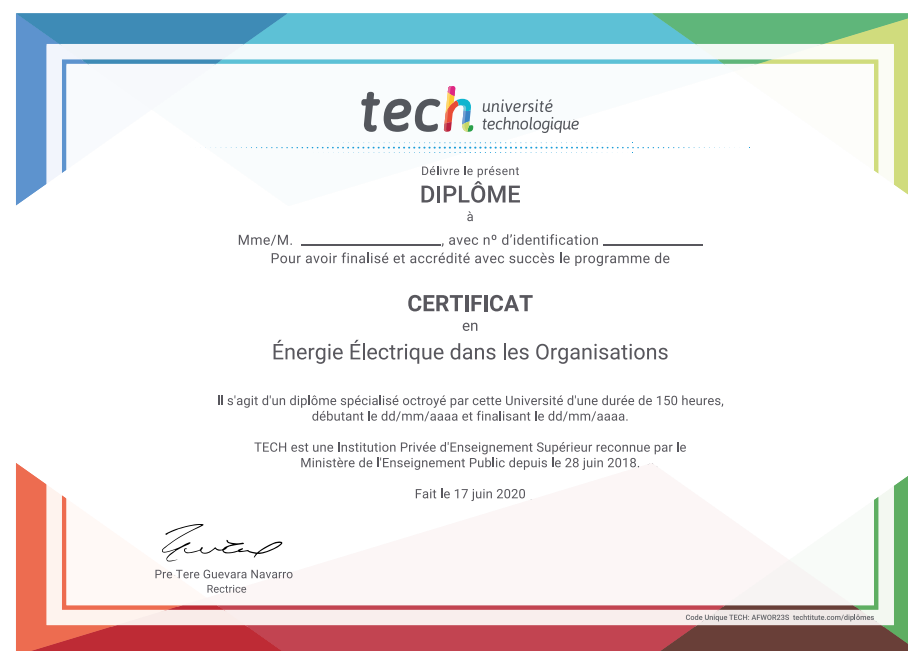 tech université
technologique
Délivre le présent
DIPLÔME
à
Mme/M. ____________________, avec nº d'identification ______________
Pour avoir finalisé et accrédité avec succès le programme de
CERTIFICAT
en
Énergie Électrique dans les Organisations
Il s'agit d'un diplôme spécialisé octroyé par cette Université d'une durée de 150 heures,
débutant le dd/mm/aaaa et finalisant le dd/mm/aaaa.
TECH est une Institution Privée d'Enseignement Supérieur reconnue par le
Ministère de l'Enseignement Public depuis le 28 juin 2018.
Fait le 17 juin 2020
Pre Tere Guevara Navarro
Rectrice
Code Unique TECH: AFWOR23S techtitute.com/diplômes